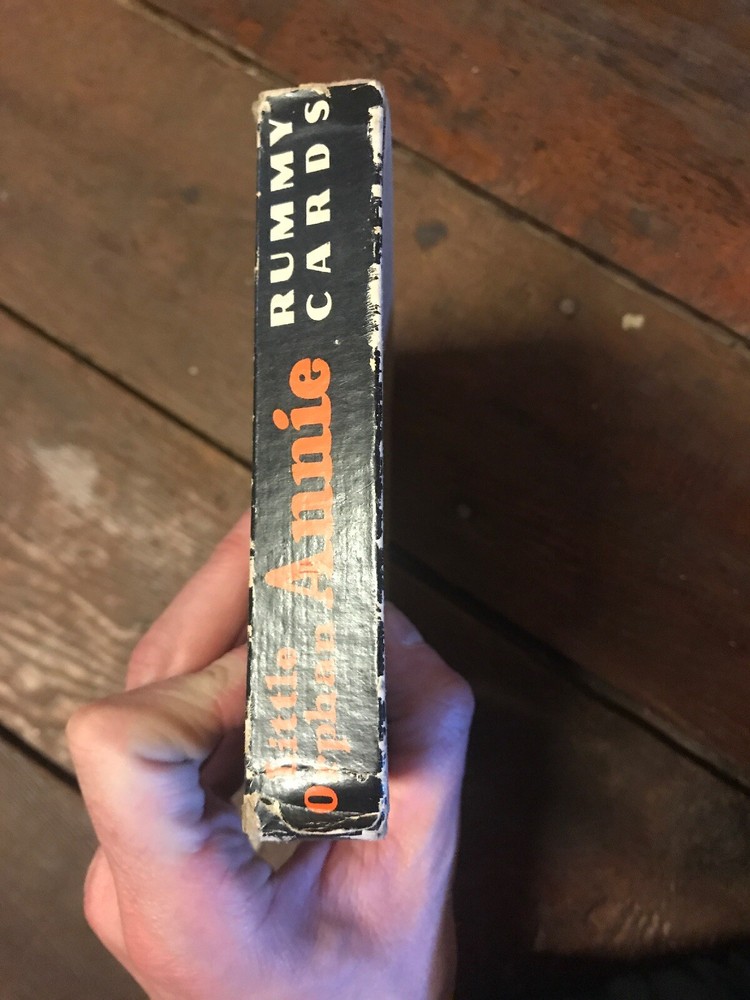 Little
Orphan
Annie
RUMMY
CARDS